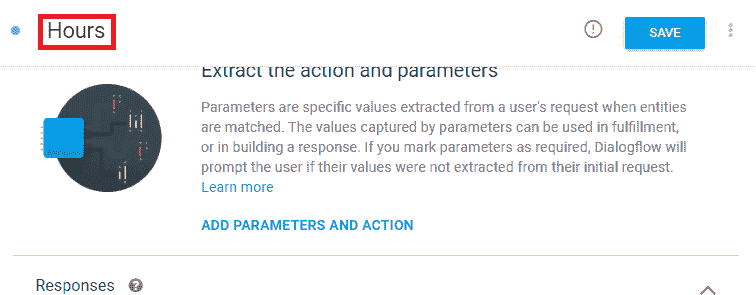 Hours
SAVE
Extract the action and parameters
Parameters are specific values extracted from a user's request when entities
are matched. The values captured by parameters can be used in fulfillment,
or in building a response. If you mark parameters as required, Dialogflow will
prompt the user if their values were not extracted from their initial request.
Learn more
ADD PARAMETERS AND ACTION
Responses